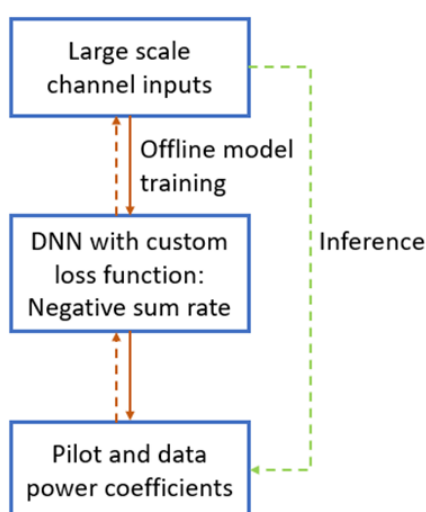 Large scale
channel inputs
Offline model
training
DNN with custom
loss function:
Negative sum rate
Inference
Pilot and data
power coefficients